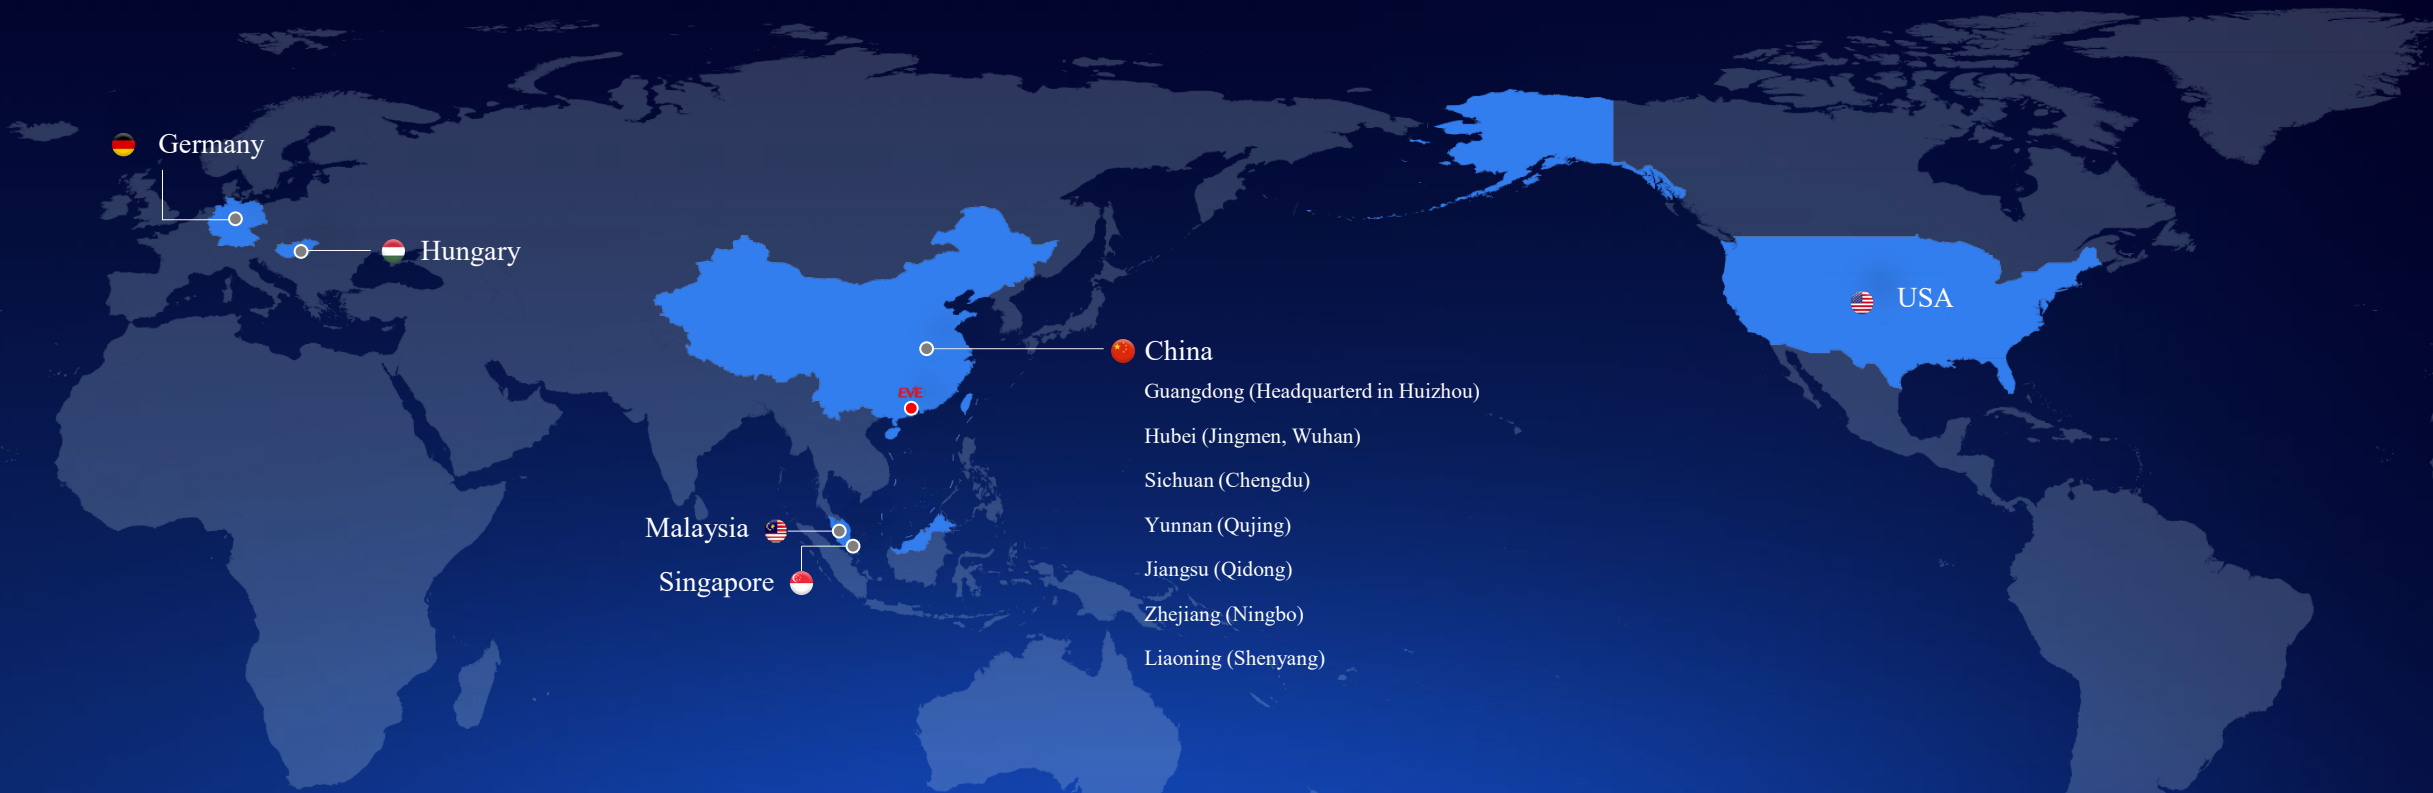 Germany
Hungary
USA
China
Guangdong (Headquarterd in Huizhou)
EVE
Hubei (Jingmen, Wuhan)
Sichuan (Chengdu)
Yunnan (Qujing)
Jiangsu (Qidong)
Zhejiang (Ningbo)
Liaoning (Shenyang)
Malaysia
Singapore